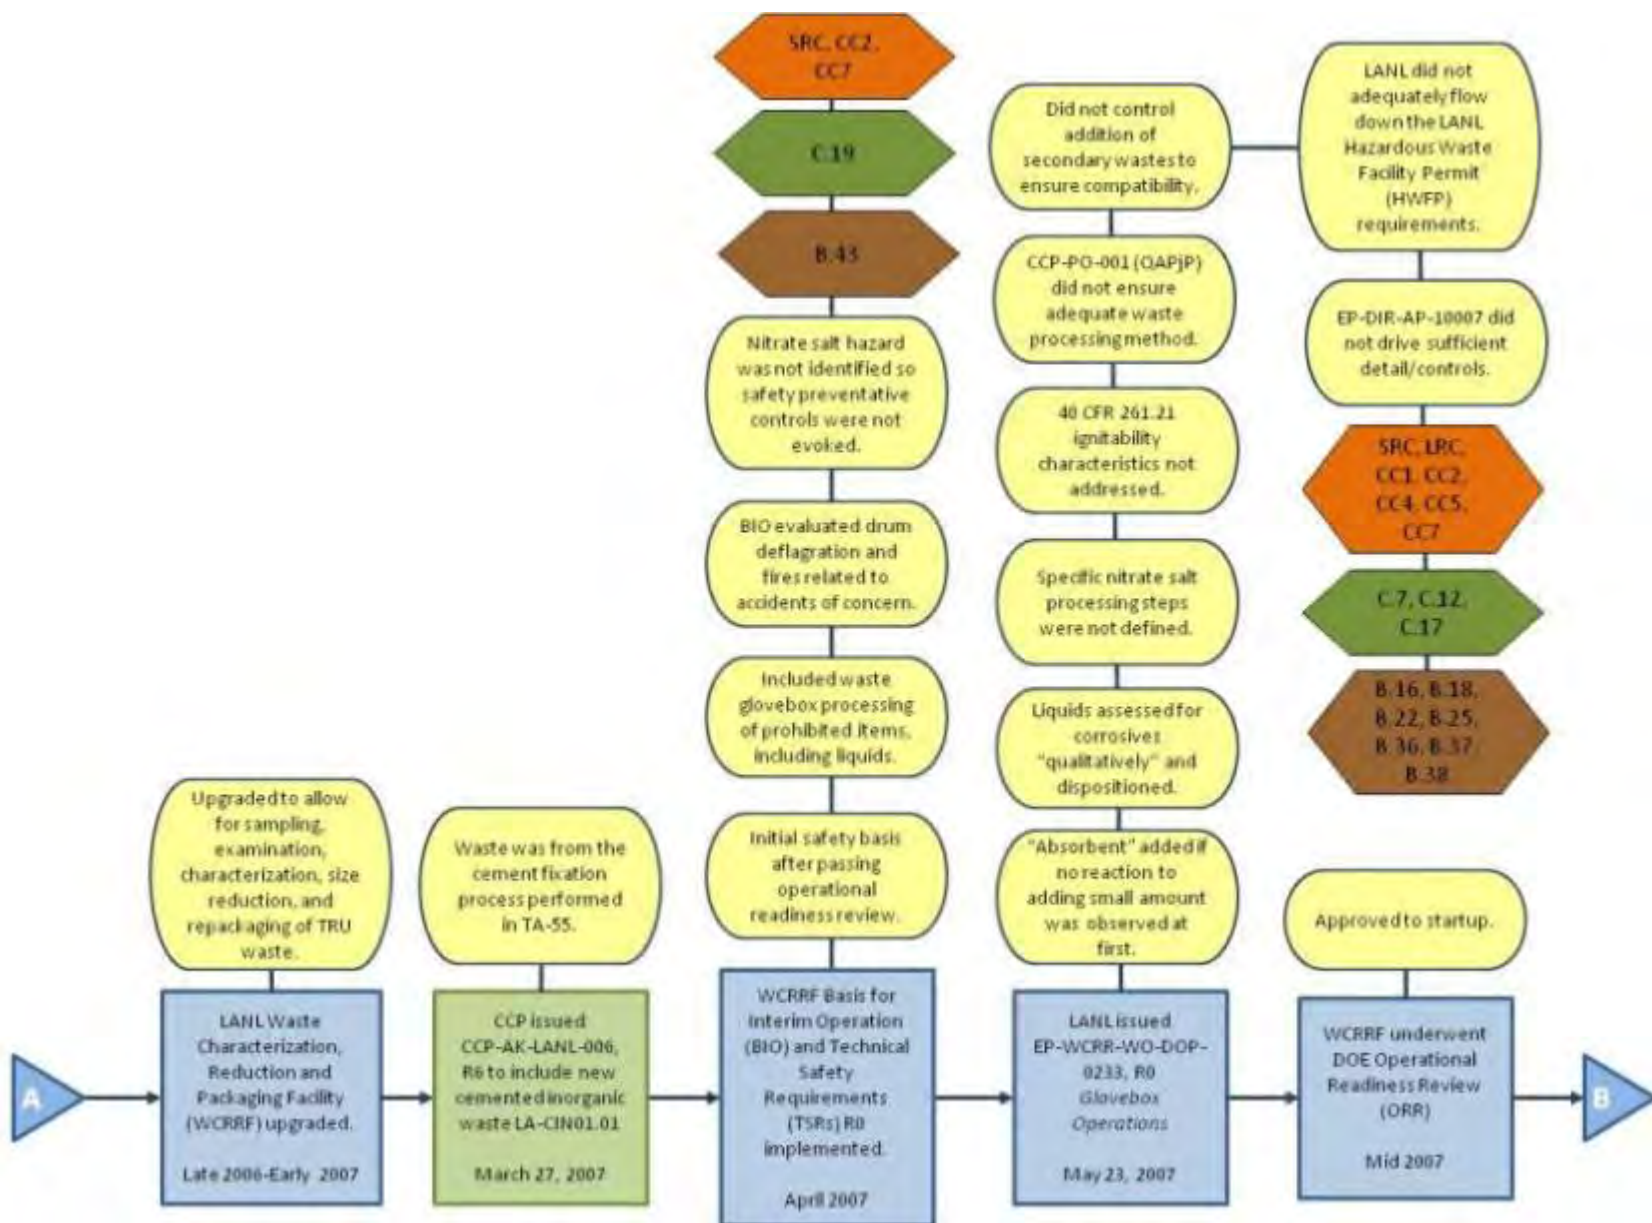 SRC, CC2,
CC7
C.19
B.43
Nitrate salt hazard
was not identified so
safety preventative
controls were not
evoked.
BIO evaluated drum
deflagration and
fires related to
accidents of concern.
Included waste
glovebox processing
of prohibited items,
including liquids.
Initial safety basis
after passing
operational
readiness review.
Did not control
addition of
secondary wastes to
ensure compatibility.
CCP-PO-001 (QAPjP)
did not ensure
adequate waste
processing method.
40 CFR 261.21
ignitability
characteristics not
addressed.
Specific nitrate salt
processing steps
were not defined.
Liquids assessed for
corrosives
"qualitatively" and
dispositioned.
"Absorbent" added if
no reaction to
adding small amount
was observed at
first.
LANL did not
adequately flow
down the LANL
Hazardous Waste
Facility Permit
(HWFP)
requirements.
EP-DIR-AP-10007 did
not drive sufficient
detail/controls.
SRC, LRC,
CC1, CC2,
CC4, CC5,
CC7
C.7, C.12,
C.17
B.16, B.18,
B.22, B.25,
B.36, B.37,
B.38
Upgraded to allow
for sampling,
examination,
characterization, size
reduction, and
repackaging of TRU
waste.
Waste was from the
cement fixation
process performed
in TA-55.
Approved to startup.
A
LANL Waste
Characterization,
Reduction and
Packaging Facility
(WCRRF) upgraded.
Late 2006-Early 2007
CCP issued
CCP-AK-LANL-006,
R6 to include new
cemented inorganic
waste LA-CIN01.01
March 27, 2007
WCRRF Basis for
Interim Operation
(BIO) and Technical
Safety
Requirements
(TSRs) R0
implemented.
April 2007
LANL issued
EP-WCRR-WO-DOP-
0233, R0
Glovebox
Operations
May 23, 2007
WCRRF underwent
DOE Operational
Readiness Review
(ORR)
Mid 2007
B